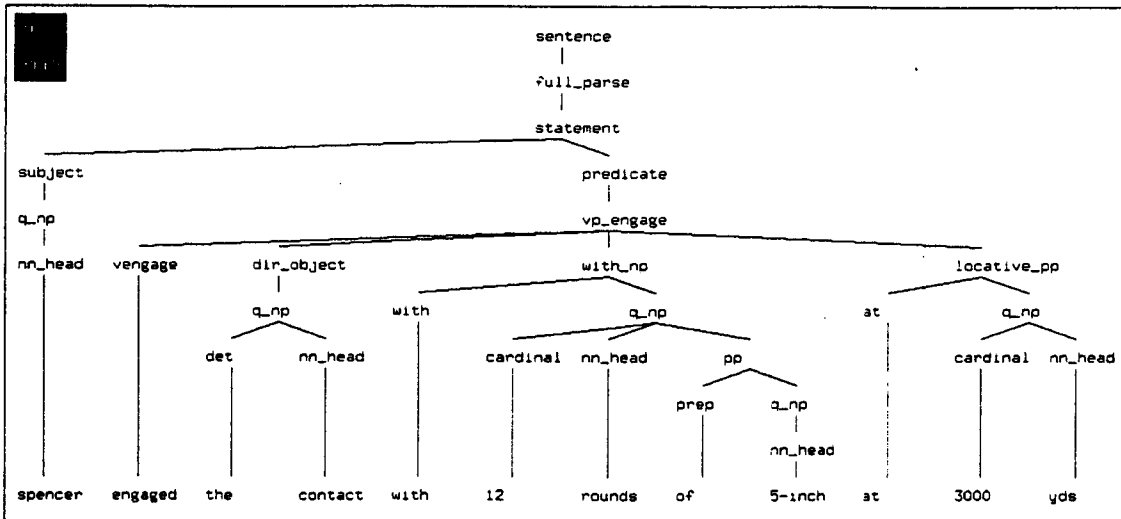 sentence
full_parse
statement
subject predicate
q_np vp_engage
nn_head vengage dir_object with_np locative_pp
q_np with q_np at q_np
det nn_head cardinal nn_head pp cardinal nn_head
prep q_np
nn_head
spencer engaged the contact with 12 rounds of 5-inch at 3000 yds